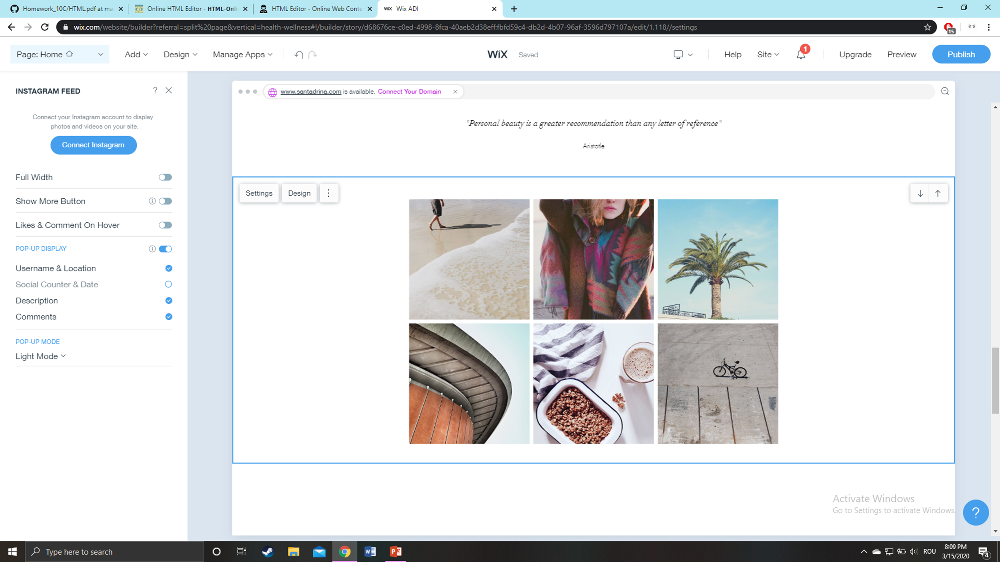 Homework_10C/HTML.pdf at ma
Online HTML Editor - HTML-Onli
HTML Editor - Online Web Conte
WiX Wix ADI
wix.com/website/builder?referral=split%20page&vertical=health-wellness#!/builder/story/d68676ce-c0ed-4998-8fca-40aeb2d38eff:fbfd59c4-db2d-4b07-96af-3596d797107a/edit/1.118//settings
15
Page: Home
Add
Design
Manage Apps
WiX
Saved
Help
Site
1
Upgrade
Preview
Publish
INSTAGRAM FEED
?
www.santadrina.com is available. Connect Your Domain
Connect your Instagram account to display
photos and videos on your site.
Connect Instagram
Full Width
Show More Button
Likes & Comment On Hover
POP-UP DISPLAY
Username & Location
Social Counter & Date
Description
Comments
POP-UP MODE
Light Mode
"Personal beauty is a greater recommendation than any letter of reference"
Aristotle
Settings
Design
Activate Windows
Go to Settings to activate Windows.
?
Type here to search
ROU
8:09 PM
3/15/2020
4